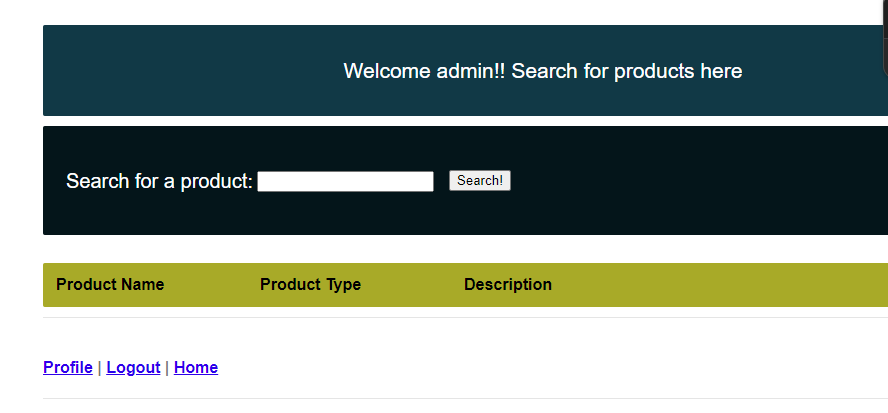 Welcome admin!! Search for products here
Search for a product: Search!
Product Name Product Type Description
Profile | Logout | Home